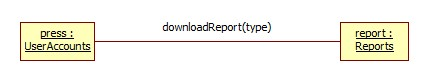 downloadReport(type)
press :
UserAccounts
report :
Reports